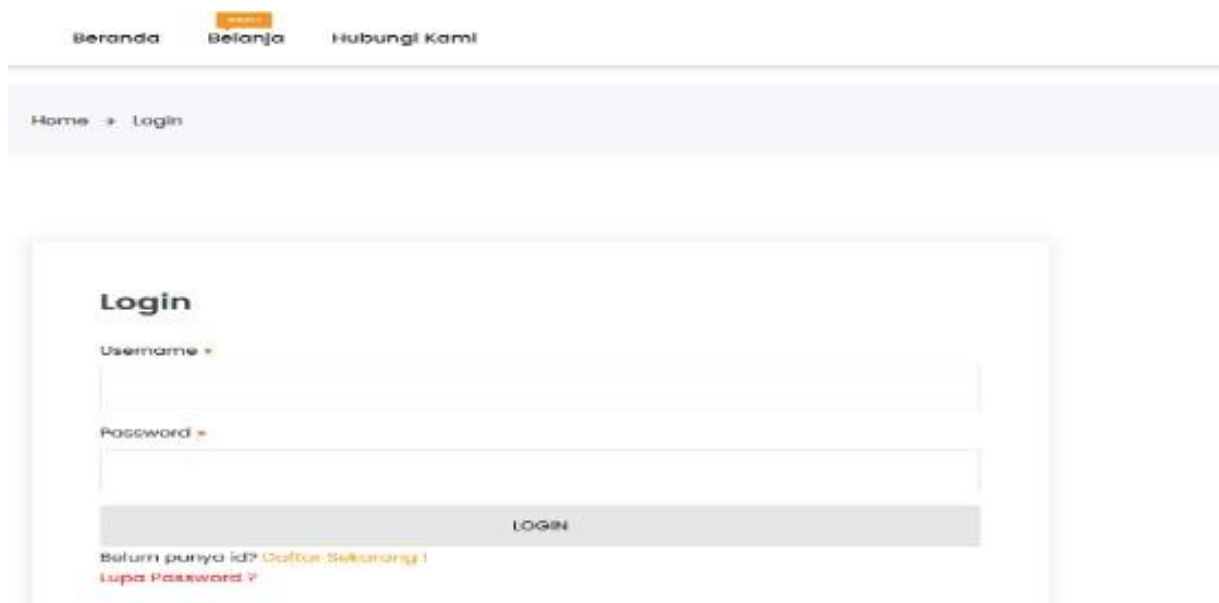 Beranda Belanja Hubungi Kami
Home → Login
Login
Username *
Password *
LOGIN
Belum punya id? Daftar Sekarang !
Lupa Password ?